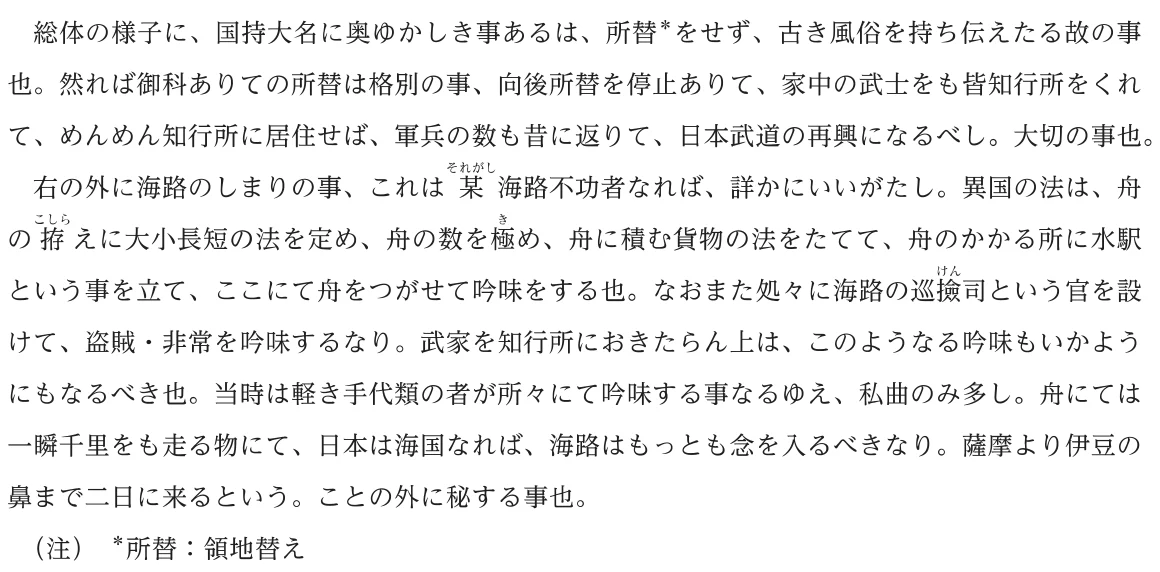 総体の様子に、国持大名に奥ゆかしき事あるは、所替*をせず、古き風俗を持ち伝えたる故の事
也。然れば御科ありての所替は格別の事、向後所替を停止ありて、家中の武士をも皆知行所をくれ
て、めんめん知行所に居住せば、軍兵の数も昔に返りて、日本武道の再興になるべし。大切の事也。
それがし
右の外に海路のしまりの事、これは某海路不功者なれば、詳かにいいがたし。異国の法は、舟
こしら き
の拵えに大小長短の法を定め、舟の数を極め、舟に積む貨物の法をたてて、舟のかかる所に水駅
けん
という事を立て、ここにて舟をつがせて吟味をする也。なおまた処々に海路の巡撿司という官を設
けて、盗賊・非常を吟味するなり。武家を知行所におきたらん上は、このようなる吟味もいかよう
にもなるべき也。当時は軽き手代類の者が所々にて吟味する事なるゆえ、私曲のみ多し。舟にては
一瞬千里をも走る物にて、日本は海国なれば、海路はもっとも念を入るべきなり。薩摩より伊豆の
鼻まで二日に来るという。ことの外に秘する事也。
（注） *所替：領地替え